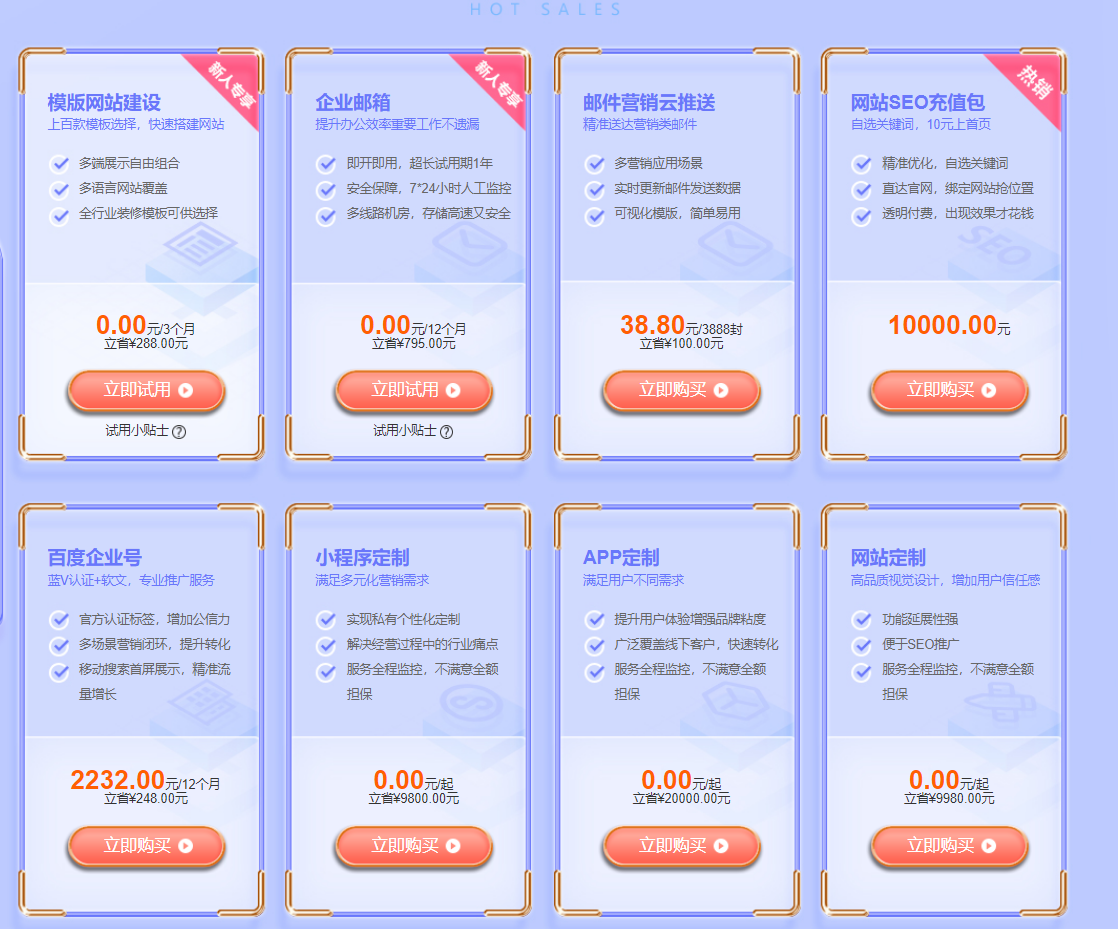 HOT SALES
新人专享
模版网站建设
上百款模板选择，快速搭建网站
多端展示自由组合
多语言网站覆盖
全行业装修模板可供选择
0.00元/3个月
立省¥288.00元
立即试用
试用小贴士?
新人专享
企业邮箱
提升办公效率重要工作不遗漏
即开即用，超长试用期1年
安全保障，7*24小时人工监控
多线路机房，存储高速又安全
0.00元/12个月
立省¥795.00元
立即试用
试用小贴士?
邮件营销云推送
精准送达营销类邮件
多营销应用场景
实时更新邮件发送数据
可视化模版，简单易用
38.80元/3888封
立省¥100.00元
立即购买
热销
网站SEO充值包
自选关键词，10元上首页
精准优化，自选关键词
直达官网，绑定网站抢位置
透明付费，出现效果才花钱
SEO
10000.00元
立即购买
百度企业号
蓝V认证+软文，专业推广服务
官方认证标签，增加公信力
多场景营销闭环，提升转化
移动搜索首屏展示，精准流
量增长
2232.00元/12个月
立省¥248.00元
立即购买
小程序定制
满足多元化营销需求
实现私有个性化定制
解决经营过程中的行业痛点
服务全程监控，不满意全额
担保
0.00元/起
立省¥9800.00元
立即购买
APP定制
满足用户不同需求
提升用户体验增强品牌粘度
广泛覆盖线下客户，快速转化
服务全程监控，不满意全额
担保
0.00元/起
立省¥20000.00元
立即购买
网站定制
高品质视觉设计，增加用户信任感
功能延展性强
便于SEO推广
服务全程监控，不满意全额
担保
0.00元/起
立省¥9980.00元
立即购买